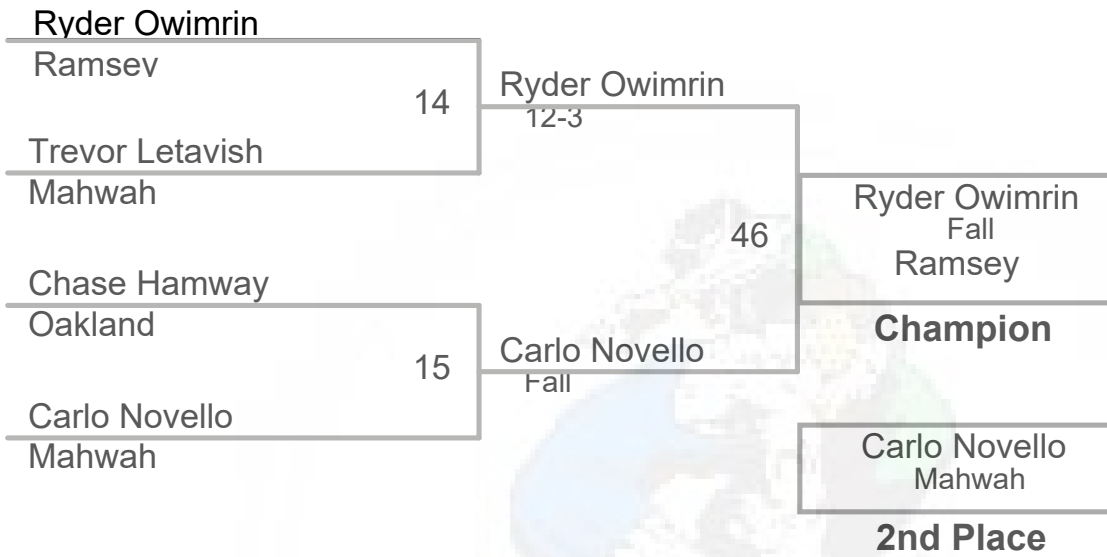 Ryder Owimrin
Ramsey
14
Trevor Letavish
Mahwah
Chase Hamway
Oakland
15
Carlo Novello
Mahwah
Ryder Owimrin
12-3
46
Carlo Novello
Fall
Ryder Owimrin
Fall
Ramsey
Champion
Carlo Novello
Mahwah
2nd Place